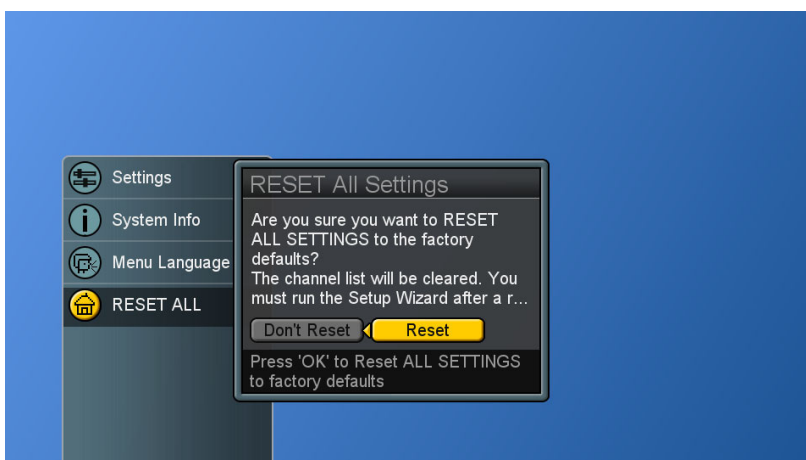 Settings
System Info
Menu Language
RESET ALL
RESET All Settings
Are you sure you want to RESET
ALL SETTINGS to the factory
defaults?
The channel list will be cleared. You
must run the Setup Wizard after a r...
Don't Reset
Reset
Press 'OK' to Reset ALL SETTINGS
to factory defaults